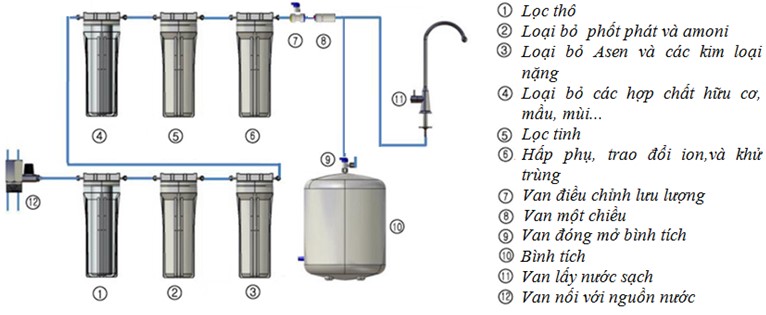 ⑦ ⑧
④ ⑤ ⑥ ⑪
⑨
⑫ ⑩
① ② ③
① Lọc thô
② Loại bỏ phốt phát và amoni
③ Loại bỏ Asen và các kim loại
nặng
④ Loại bỏ các hợp chất hữu cơ,
mầu, mùi...
⑤ Lọc tinh
⑥ Hấp phụ, trao đổi ion,và khử
trùng
⑦ Van điều chỉnh lưu lượng
⑧ Van một chiều
⑨ Van đóng mở bình tích
⑩ Bình tích
⑪ Van lấy nước sạch
⑫ Van nối với nguồn nước